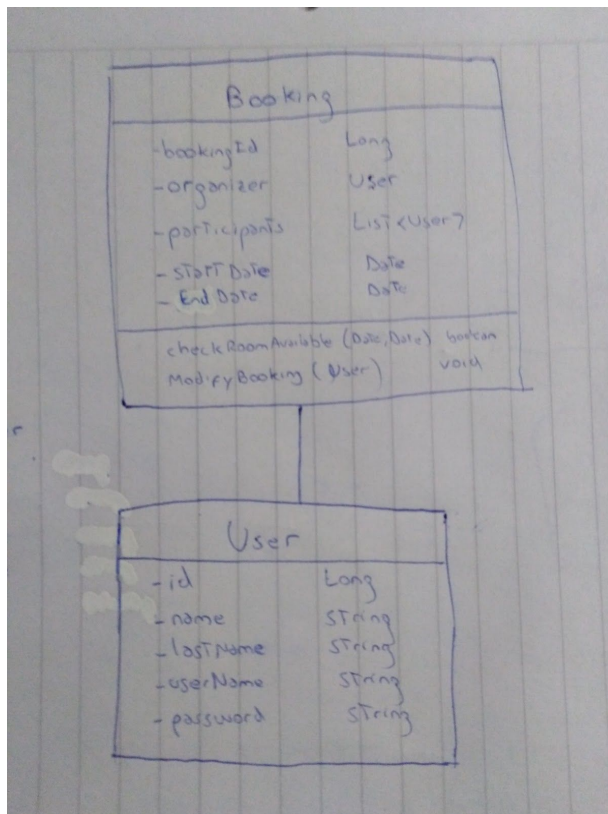 Booking
-bookingId Long
-organizer User
-participants List<User>
-startDate Date
-EndDate Date
checkRoomAvailable (Date,Date) boolean
ModifyBooking (User) void
User
-id Long
-name String
-lastName String
-userName String
-password String